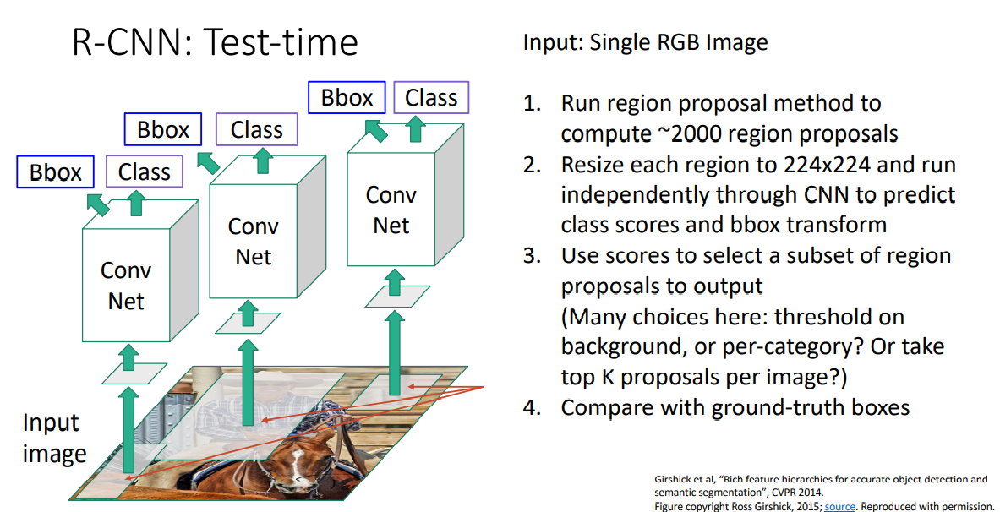 R-CNN: Test-time
Input: Single RGB Image
1. Run region proposal method to
compute ~2000 region proposals
2. Resize each region to 224x224 and run
independently through CNN to predict
class scores and bbox transform
3. Use scores to select a subset of region
proposals to output
(Many choices here: threshold on
background, or per-category? Or take
top K proposals per image?)
4. Compare with ground-truth boxes
Bbox
Class
Bbox
Class
Bbox
Class
Conv
Net
Conv
Net
Conv
Net
Input
image
Girshick et al, “Rich feature hierarchies for accurate object detection and
semantic segmentation”, CVPR 2014.
Figure copyright Ross Girshick, 2015; source. Reproduced with permission.